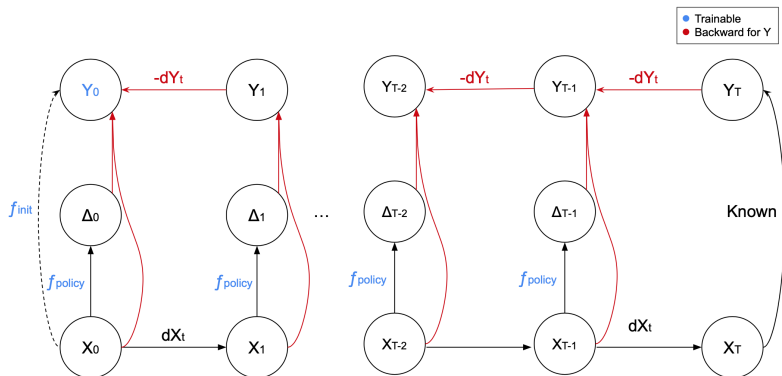 Trainable
Backward for Y
-dYt
-dYt
-dYt
Y0
Y1
YT-2
YT-1
YT
finit
Δ0
Δ1
...
ΔT-2
ΔT-1
Known
fpolicy
fpolicy
fpolicy
fpolicy
dXt
dXt
X0
X1
XT-2
XT-1
XT